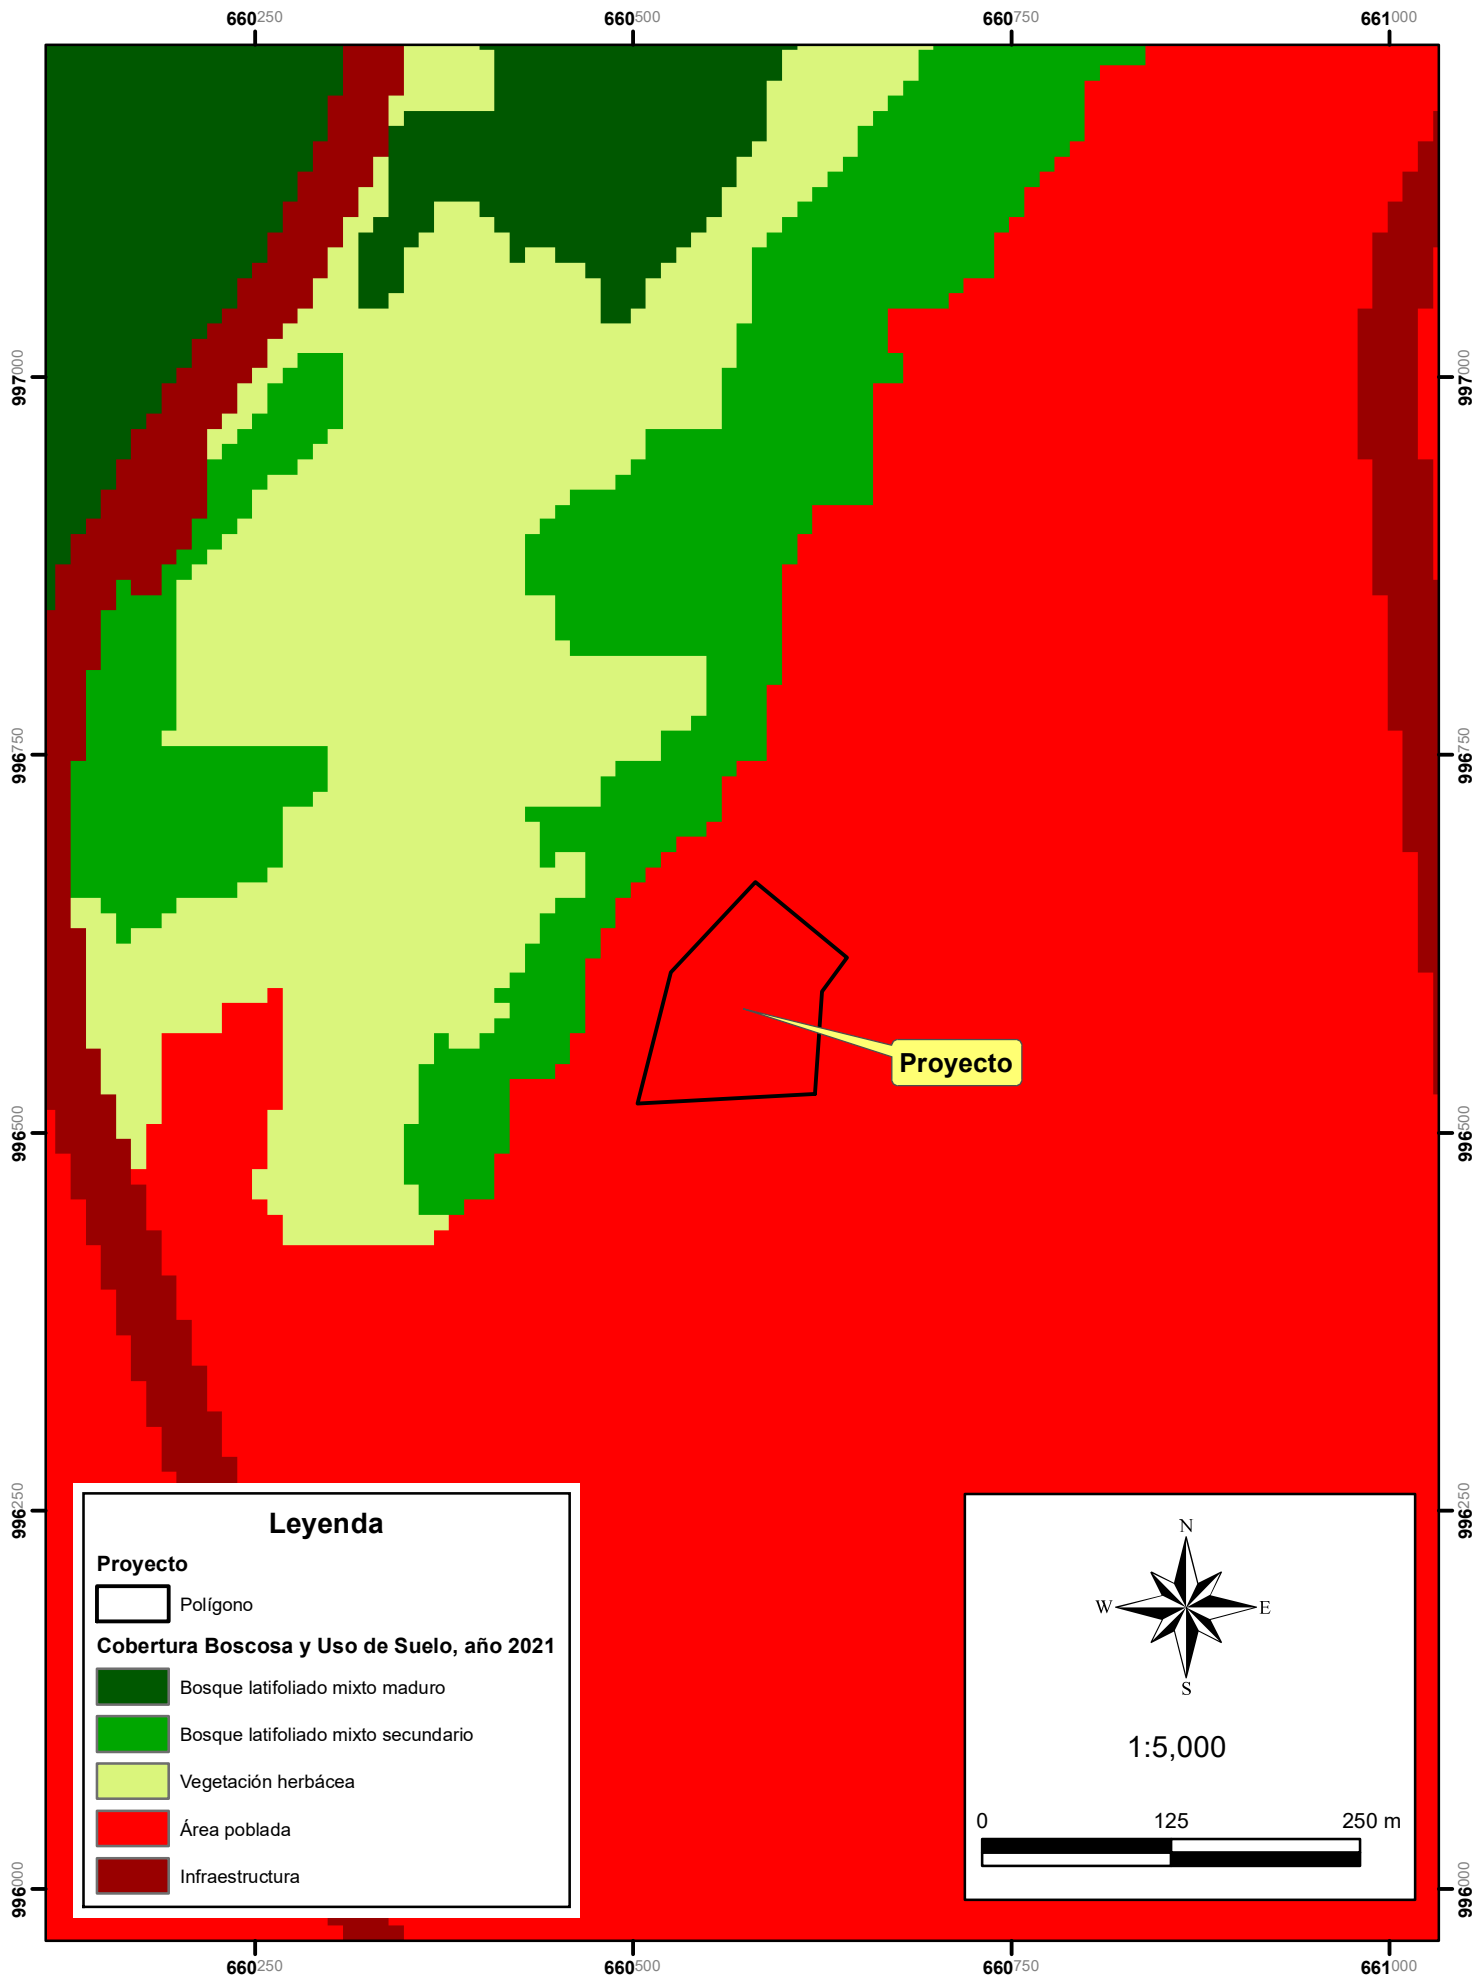 660250 660500 660750 661000
997000 997000
996750 996750
Proyecto
996500 996500
996250 996250
Leyenda
Proyecto
Polígono
Cobertura Boscosa y Uso de Suelo, año 2021
Bosque latifoliado mixto maduro
Bosque latifoliado mixto secundario
Vegetación herbácea
Área poblada
Infraestructura
N
W E
S
1:5,000
0 125 250 m
996000 996000
660250 660500 660750 661000